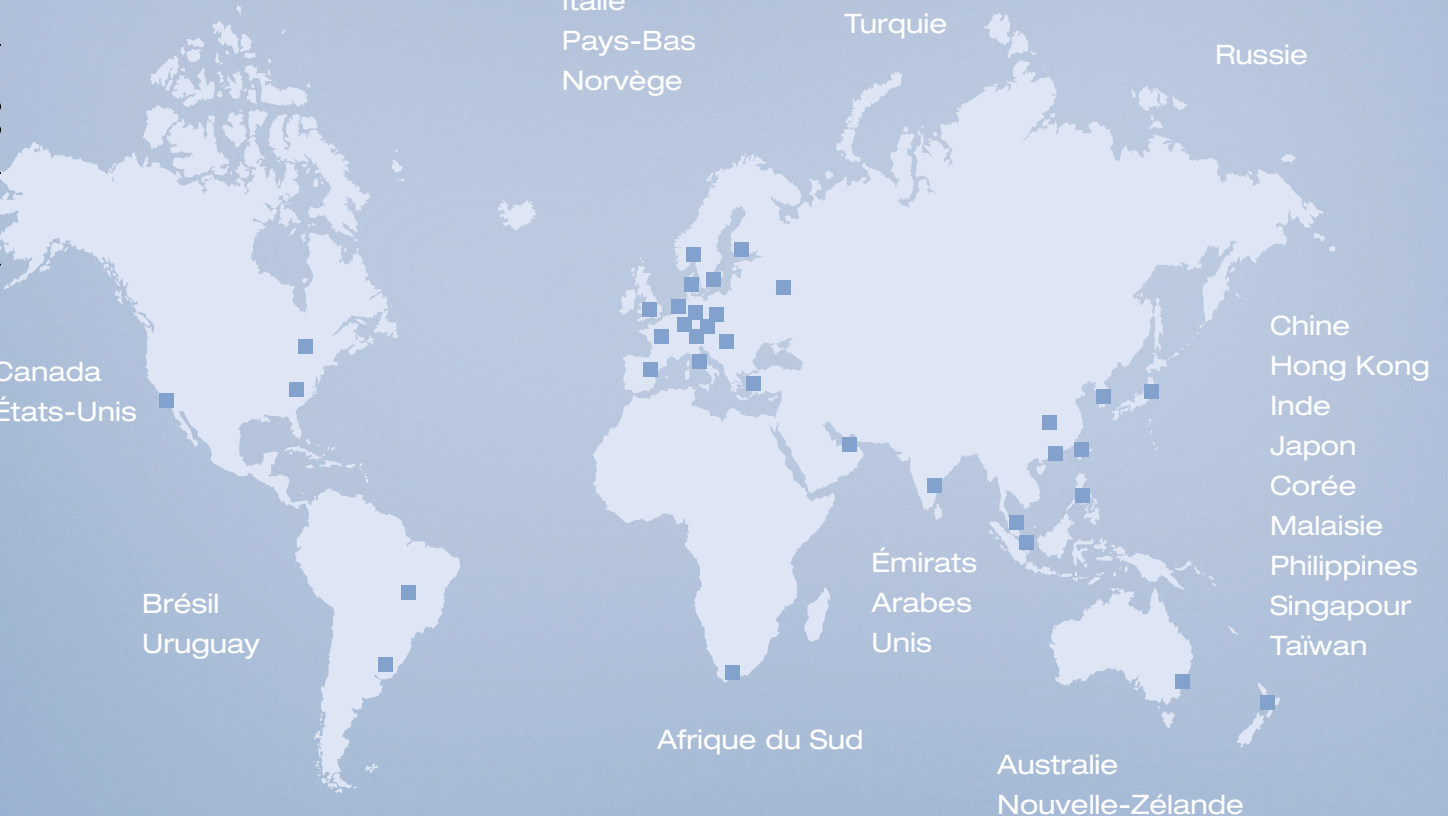 Italie
Pays-Bas
Norvège
Turquie
Russie
Canada
États-Unis
Chine
Hong Kong
Inde
Japon
Corée
Malaisie
Philippines
Singapour
Taïwan
Brésil
Uruguay
Émirats
Arabes
Unis
Afrique du Sud
Australie
Nouvelle-Zélande